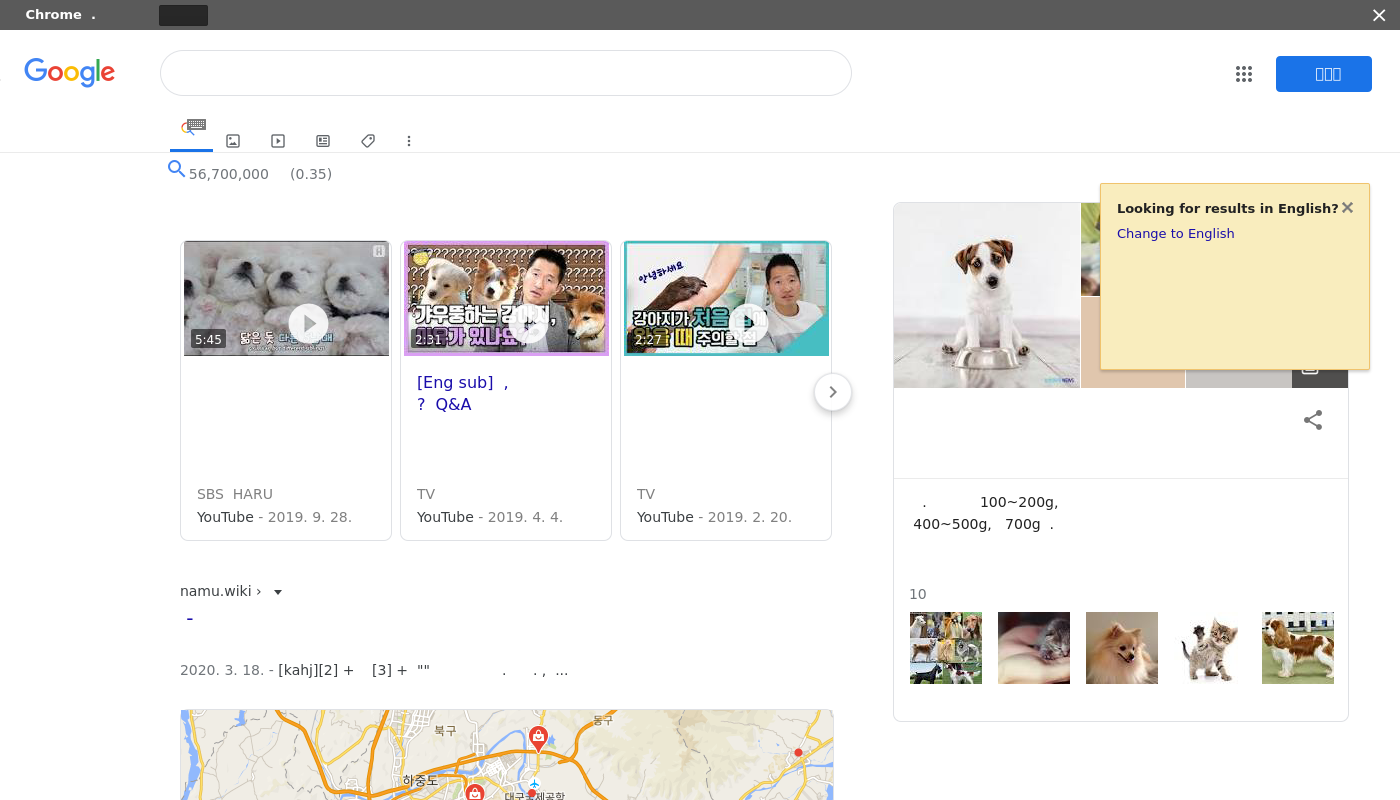 Chrome .
Google
56,700,000 (0.35)
Looking for results in English?
Change to English
5:45
닮은 듯
2:31
갸우뚱하는 강아지,
이유가 있나요?
안녕하세요
2:27
강아지가 처음
때 주의할 점
[Eng sub] ,
? Q&A
SBS HARU
YouTube - 2019. 9. 28.
TV
YouTube - 2019. 4. 4.
TV
YouTube - 2019. 2. 20.
. 100~200g,
400~500g, 700g .
10
namu.wiki ›
-
2020. 3. 18. - [kahj][2] + [3] + "" . . , ...
북구
동구
하중도
대구국제공항